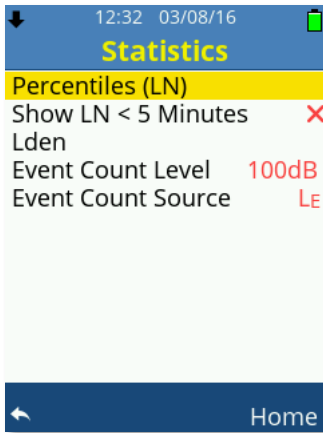 12:32 03/08/16
Statistics
Percentiles (LN)
Show LN < 5 Minutes
Lden
Event Count Level 100dB
Event Count Source LE
Home